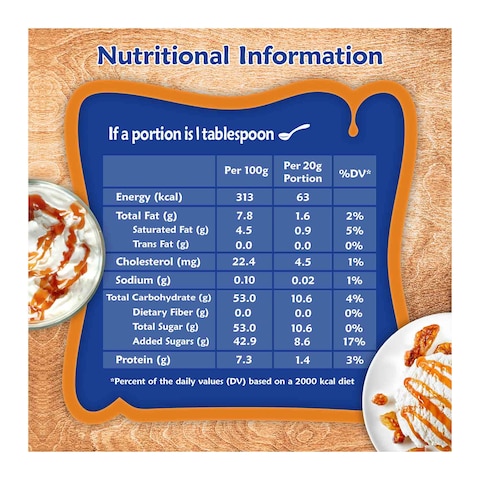 Nutritional Information
If a portion is 1 tablespoon
Per 100g Per 20g Portion %DV*
Energy (kcal) 313 63
Total Fat (g) 7.8 1.6 2%
Saturated Fat (g) 4.5 0.9 5%
Trans Fat (g) 0.0 0.0 0%
Cholesterol (mg) 22.4 4.5 1%
Sodium (g) 0.10 0.02 1%
Total Carbohydrate (g) 53.0 10.6 4%
Dietary Fiber (g) 0.0 0.0 0%
Total Sugar (g) 53.0 10.6 0%
Added Sugars (g) 42.9 8.6 17%
Protein (g) 7.3 1.4 3%
*Percent of the daily values (DV) based on a 2000 kcal diet